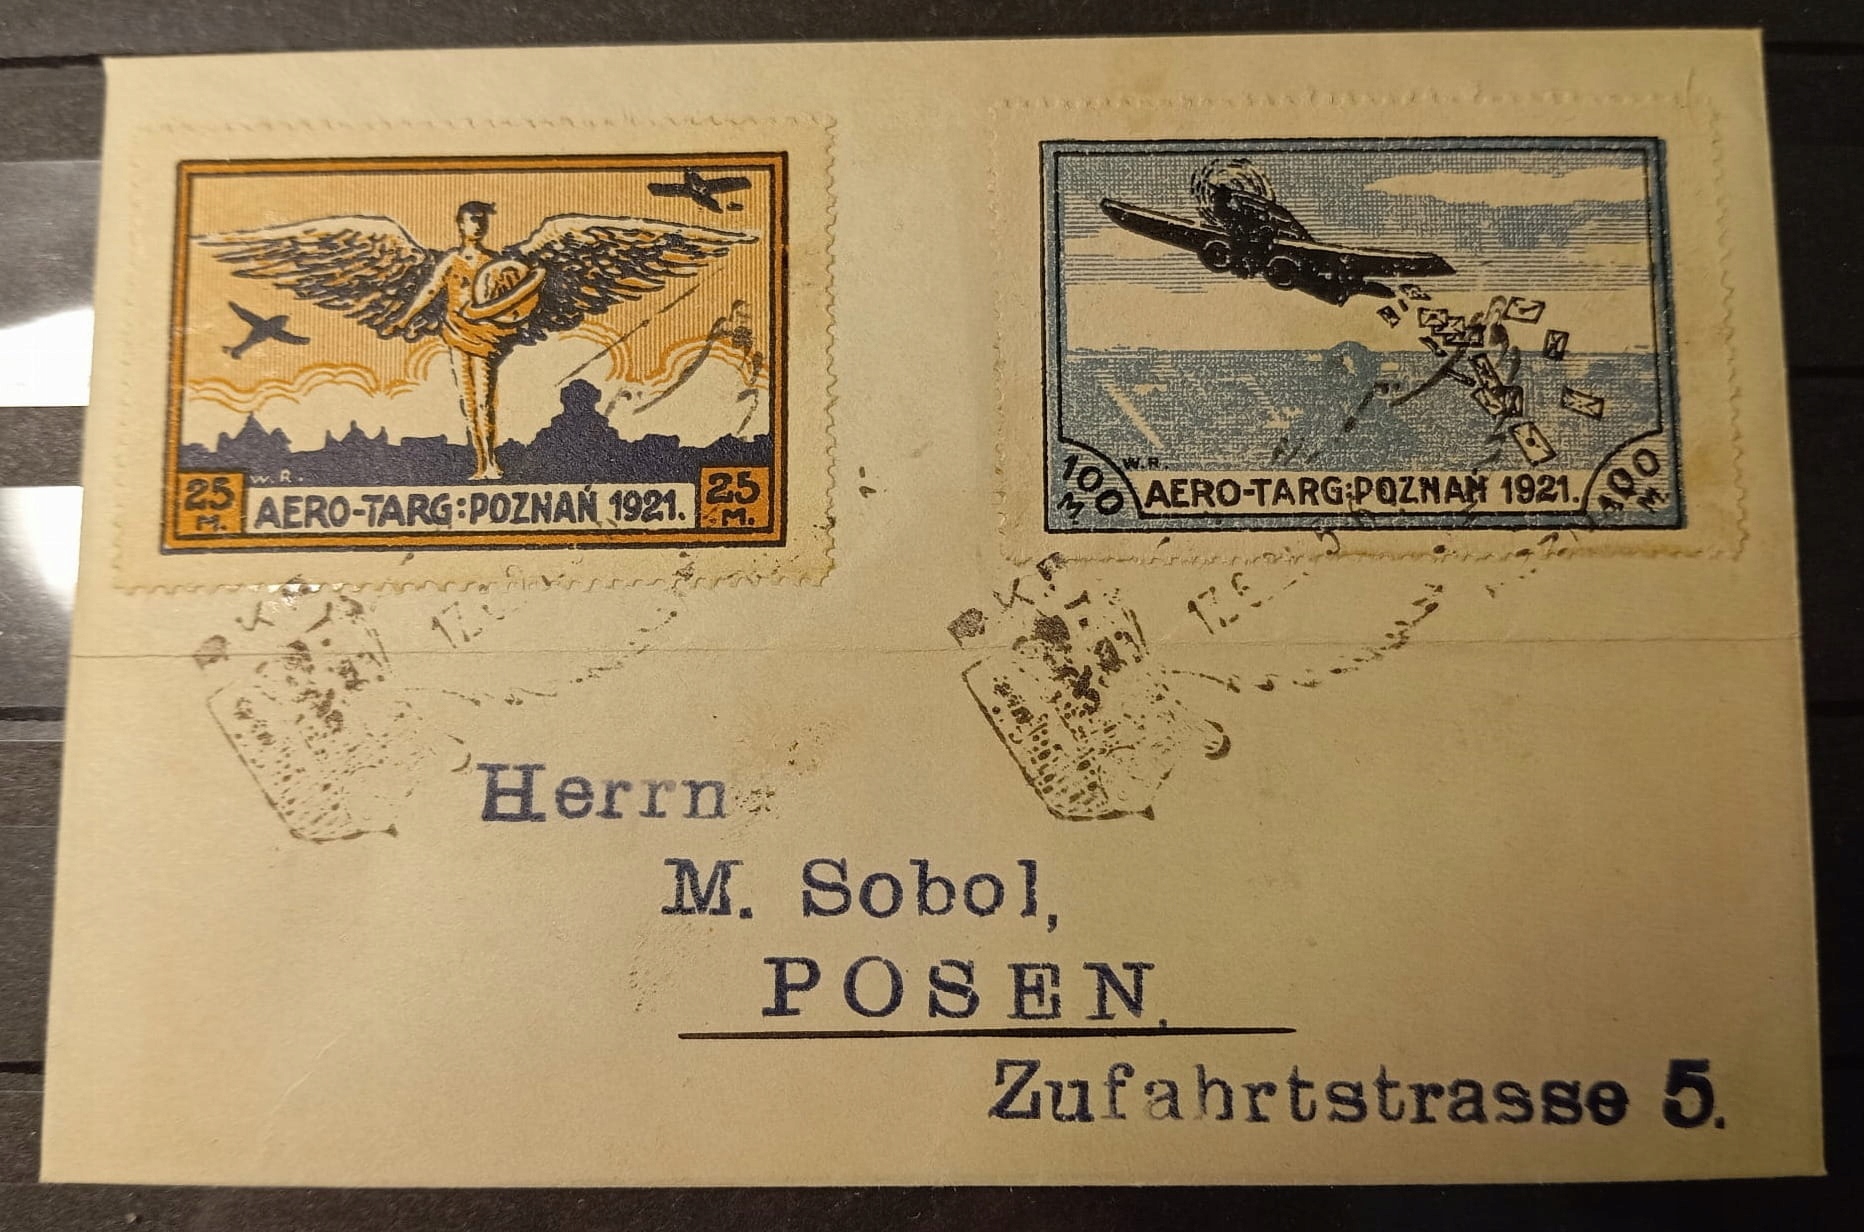 W.R.
25 M. AERO-TARG:POZNAŃ 1921. 25 M.
W.R.
100 M. AERO-TARG:POZNAŃ 1921. 100 M.
Herrn
M. Sobol,
POSEN.
Zufahrtstrasse 5.